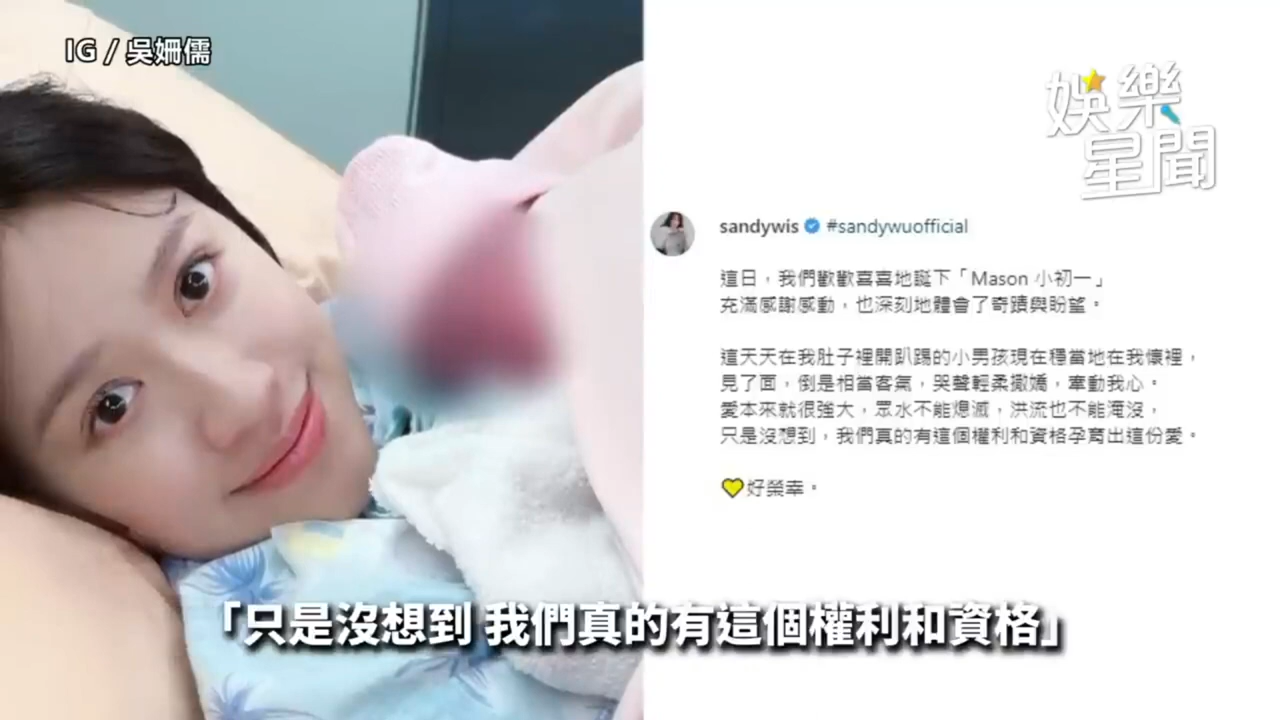 IG / 吳姍儒
娛樂
星聞
sandywis #sandywuofficial
這日，我們歡歡喜喜地誕下「Mason 小初一」
充滿感謝感動，也深刻地體會了奇蹟與盼望。
這天天在我肚子裡開趴踢的小男孩現在穩當地在我懷裡，
見了面，倒是相當客氣，哭聲輕柔撒嬌，牽動我心。
愛本來就很強大，眾水不能熄滅，洪流也不能淹沒，
只是沒想到，我們真的有這個權利和資格孕育出這份愛。
💛好榮幸。
「只是沒想到 我們真的有這個權利和資格」